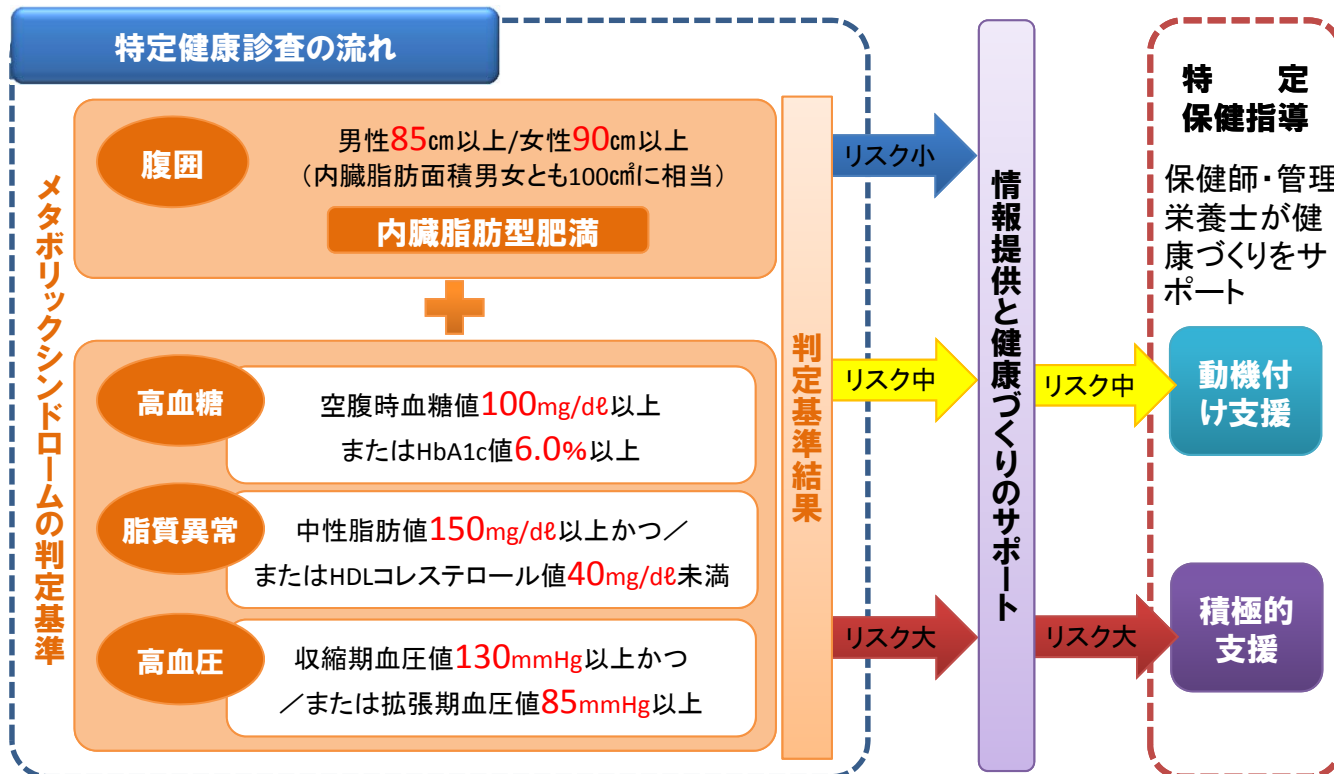 特定健康診査の流れ
メタボリックシンドロームの判定基準
腹囲
男性85㎝以上/女性90㎝以上
（内臓脂肪面積男女とも100㎠に相当）
内臓脂肪型肥満
高血糖
空腹時血糖値100mg/dℓ以上
またはHbA1c値6.0%以上
脂質異常
中性脂肪値150mg/dℓ以上かつ／
またはHDLコレステロール値40mg/dℓ未満
高血圧
収縮期血圧値130mmHg以上かつ
／または拡張期血圧値85mmHg以上
判定基準結果
リスク小
リスク中
リスク大
情報提供と健康づくりのサポート
リスク中
リスク大
特　定
保健指導
保健師・管理
栄養士が健
康づくりをサ
ポート
動機付
け支援
積極的
支援